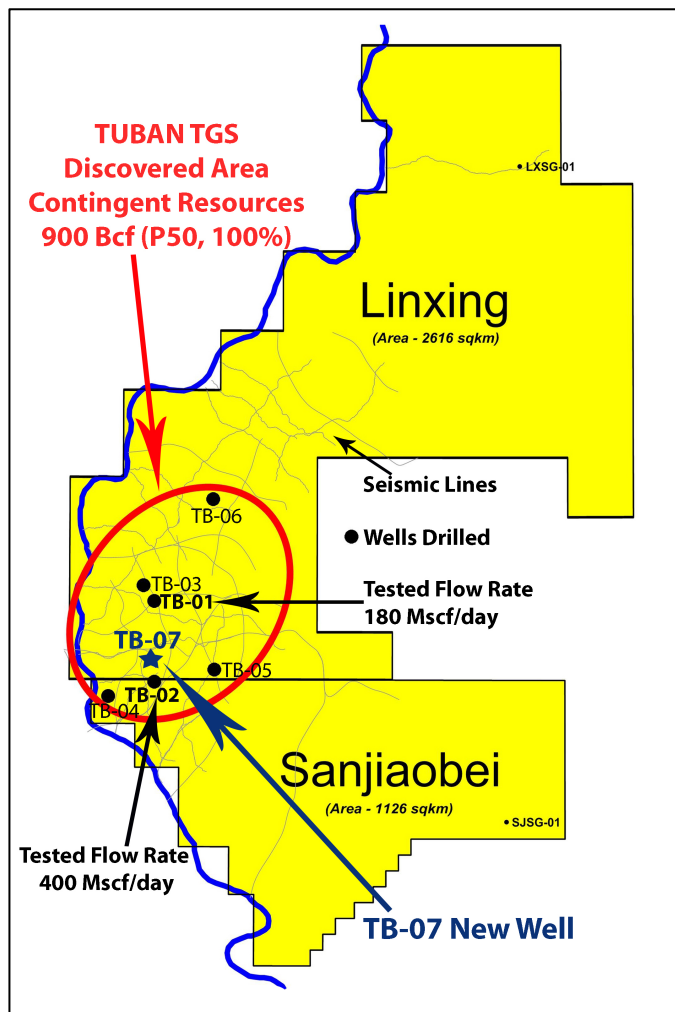 TUBAN TGS
Discovered Area
Contingent Resources
900 Bcf (P50, 100%)
LXSG-01
Linxing
(Area - 2616 sqkm)
Seismic Lines
TB-06
Wells Drilled
TB-03
TB-01
Tested Flow Rate
180 Mscf/day
TB-07
TB-05
TB-02
TB-04
Sanjiaobei
(Area - 1126 sqkm)
SJSG-01
Tested Flow Rate
400 Mscf/day
TB-07 New Well